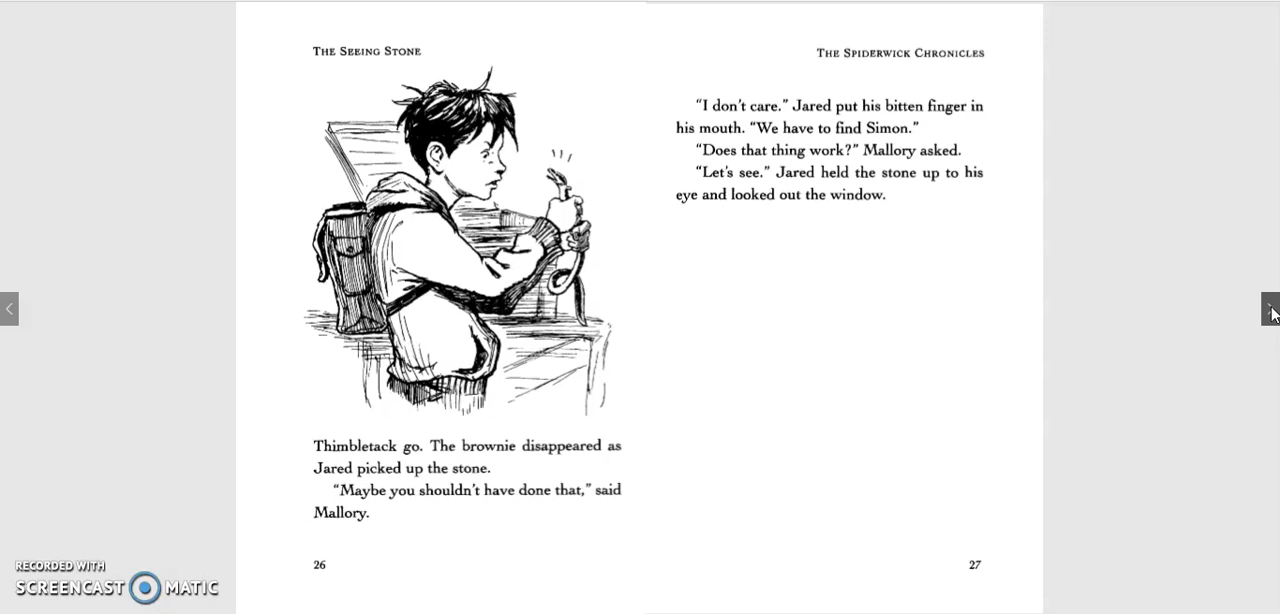 THE SEEING STONE
Thimbletack go. The brownie disappeared as
Jared picked up the stone.
“Maybe you shouldn’t have done that,” said
Mallory.
26
THE SPIDERWICK CHRONICLES
“I don’t care.” Jared put his bitten finger in
his mouth. “We have to find Simon.”
“Does that thing work?” Mallory asked.
“Let’s see.” Jared held the stone up to his
eye and looked out the window.
27
RECORDED WITH
SCREENCAST MATIC